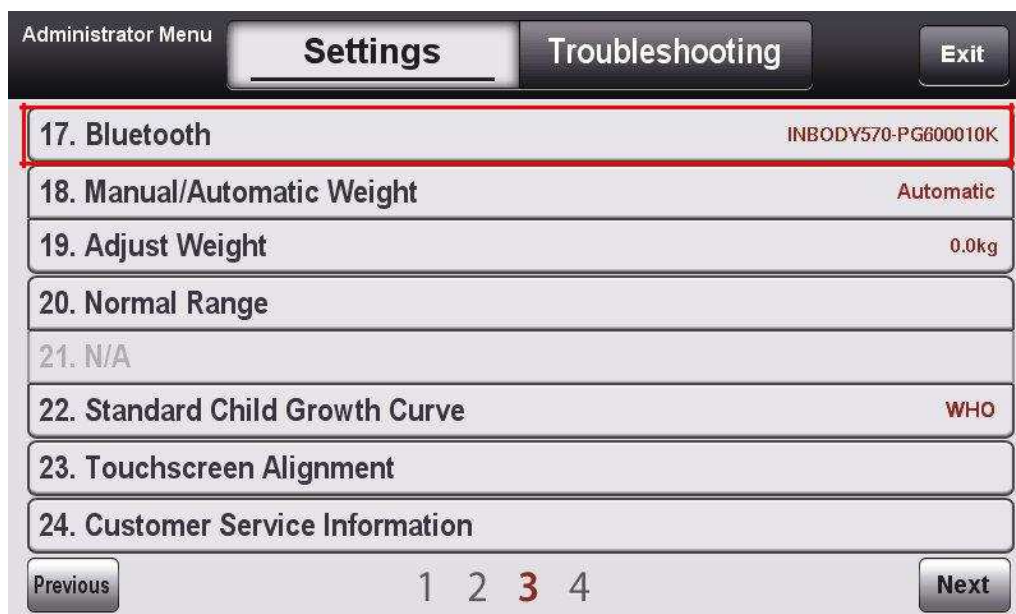 Administrator Menu
Settings
Troubleshooting
Exit
17. Bluetooth INBODY570-PG600010K
18. Manual/Automatic Weight Automatic
19. Adjust Weight 0.0kg
20. Normal Range
21. N/A
22. Standard Child Growth Curve WHO
23. Touchscreen Alignment
24. Customer Service Information
Previous 1 2 3 4 Next